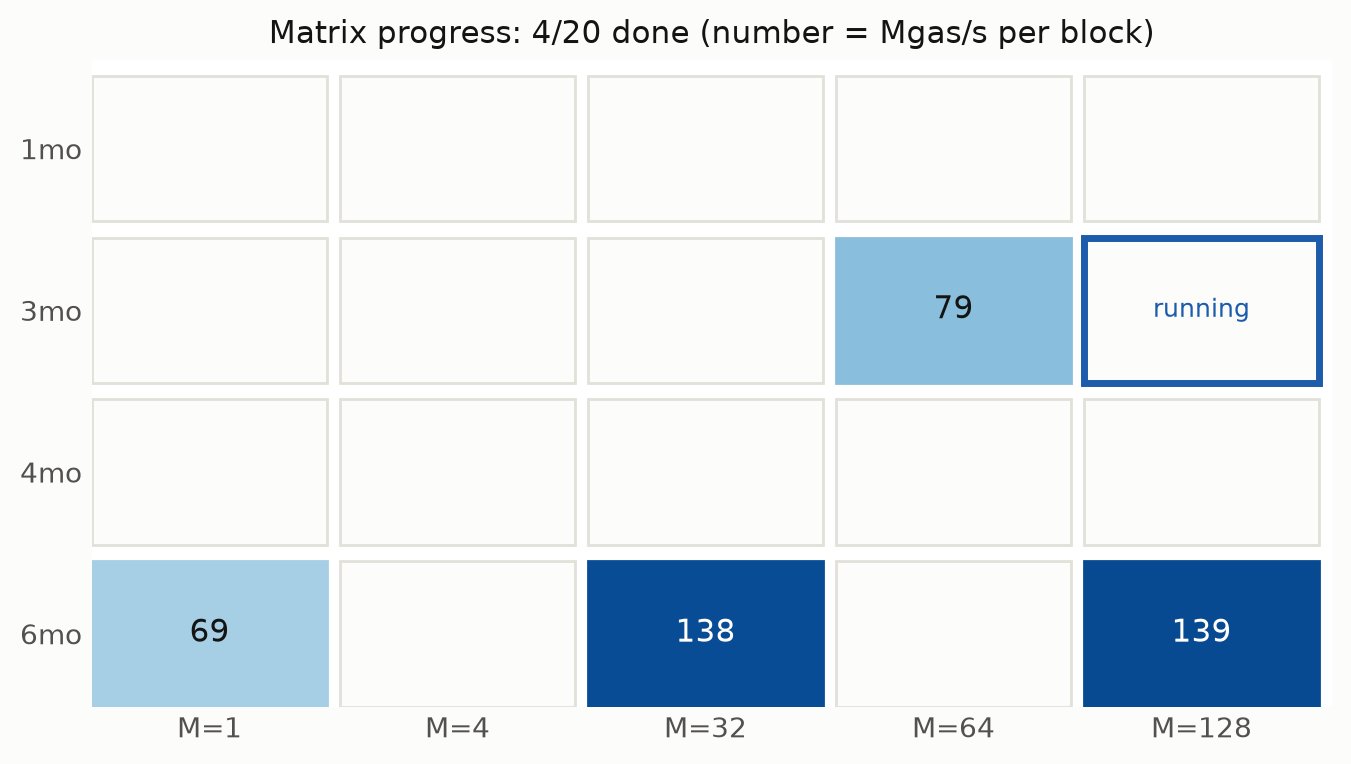 Matrix progress: 4/20 done (number = Mgas/s per block)
1mo
3mo
79
running
4mo
6mo
69
138
139
M=1
M=4
M=32
M=64
M=128